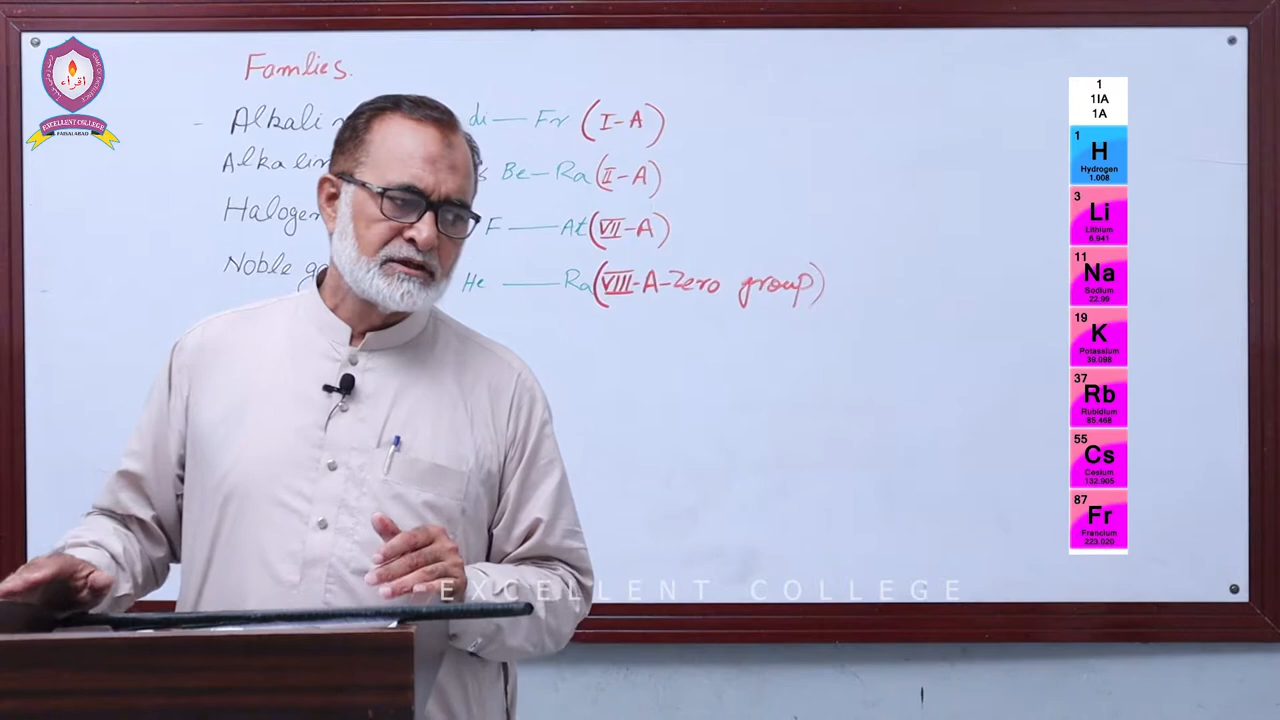 اقراء
EXCELLENT COLLEGE
FAISALABAD
Famlies.
Alkali di — Fr (I-A)
Alkalin s Be — Ra (II-A)
Halogen F — At (VII-A)
Noble ga He — Ra (VIII-A-Zero group)
1
1IA
1A
1
H
Hydrogen
1.008
3
Li
Lithium
6.941
11
Na
Sodium
22.99
19
K
Potassium
39.098
37
Rb
Rubidium
85.468
55
Cs
Cesium
132.905
87
Fr
Francium
223.020
EXCELLENT COLLEGE